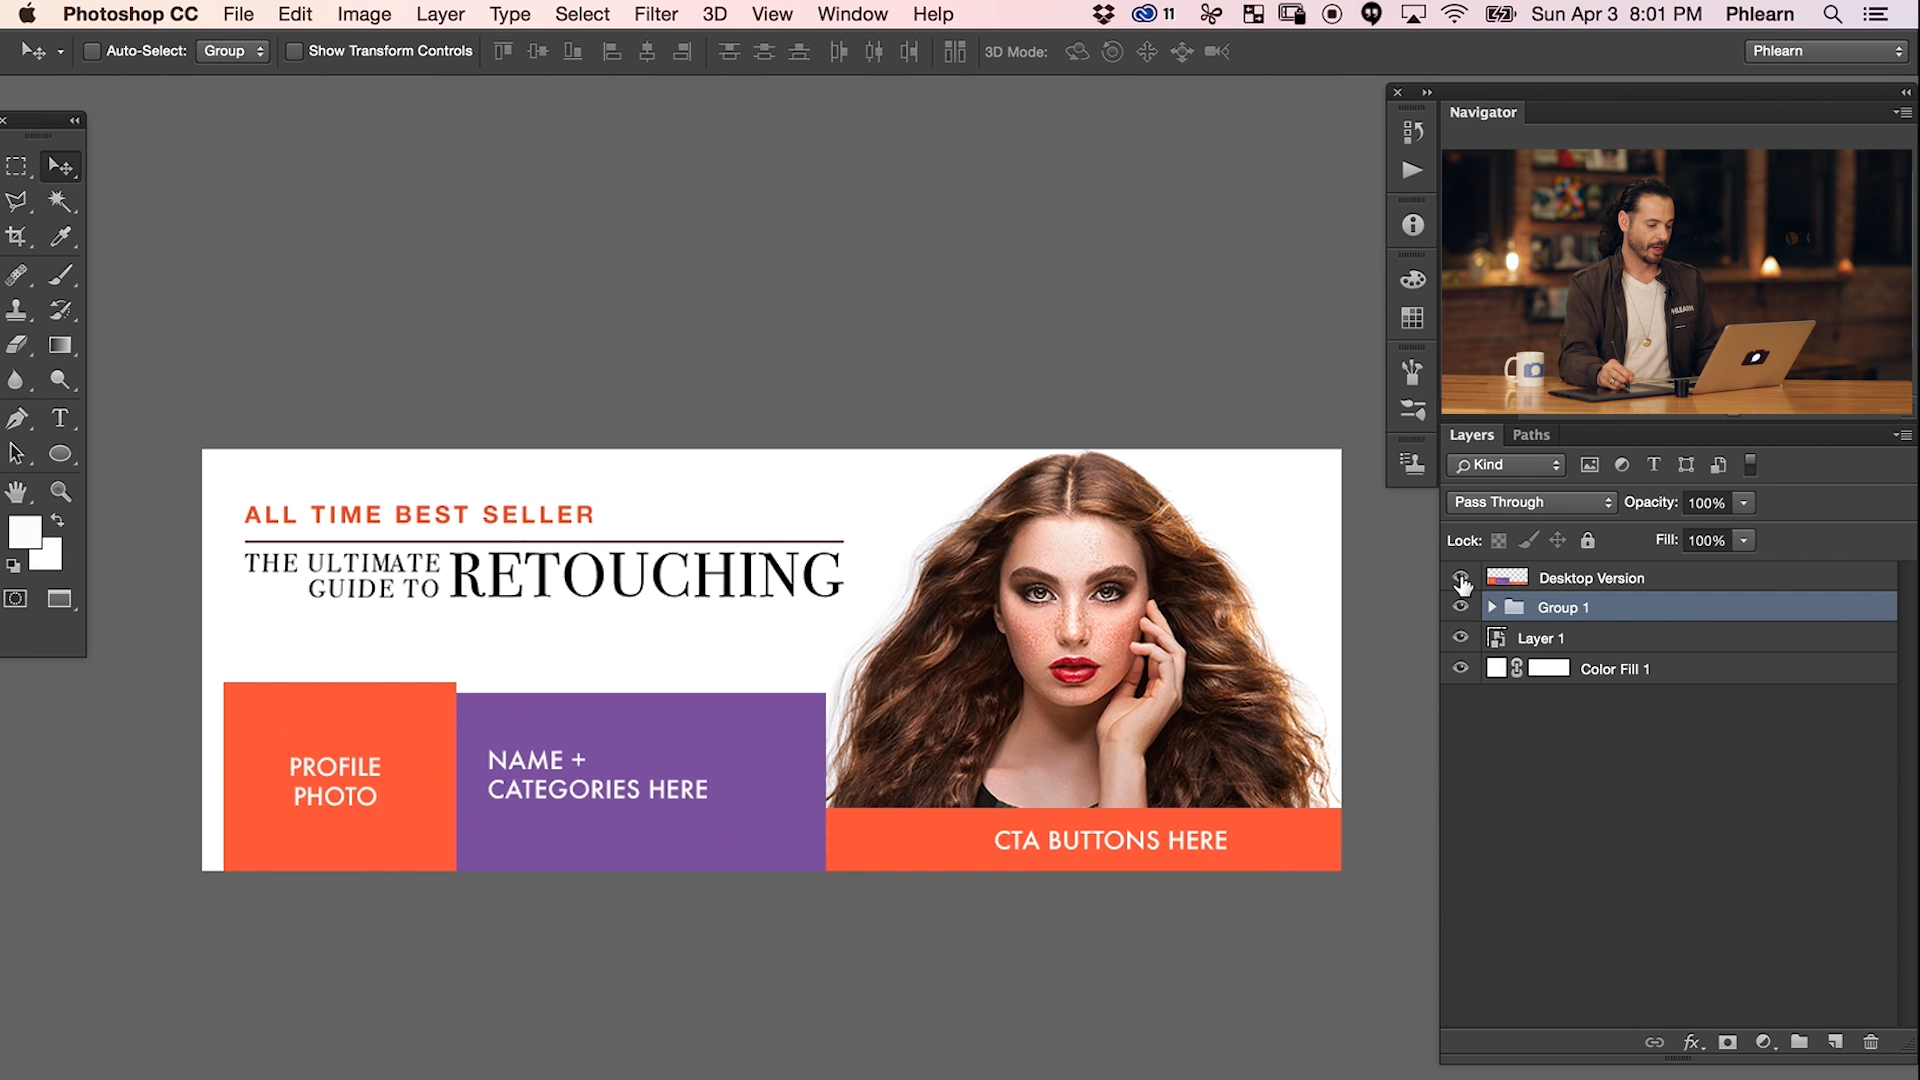 Photoshop CC File Edit Image Layer Type Select Filter 3D View Window Help 11 Sun Apr 3 8:01 PM Phlearn
Auto-Select: Group Show Transform Controls 3D Mode: Phlearn
Navigator
PHLEARN
Layers Paths
Kind
Pass Through Opacity: 100%
Lock: Fill: 100%
Desktop Version
Group 1
Layer 1
Color Fill 1
fx
ALL TIME BEST SELLER
THE ULTIMATE
GUIDE TO RETOUCHING
PROFILE
PHOTO
NAME +
CATEGORIES HERE
CTA BUTTONS HERE